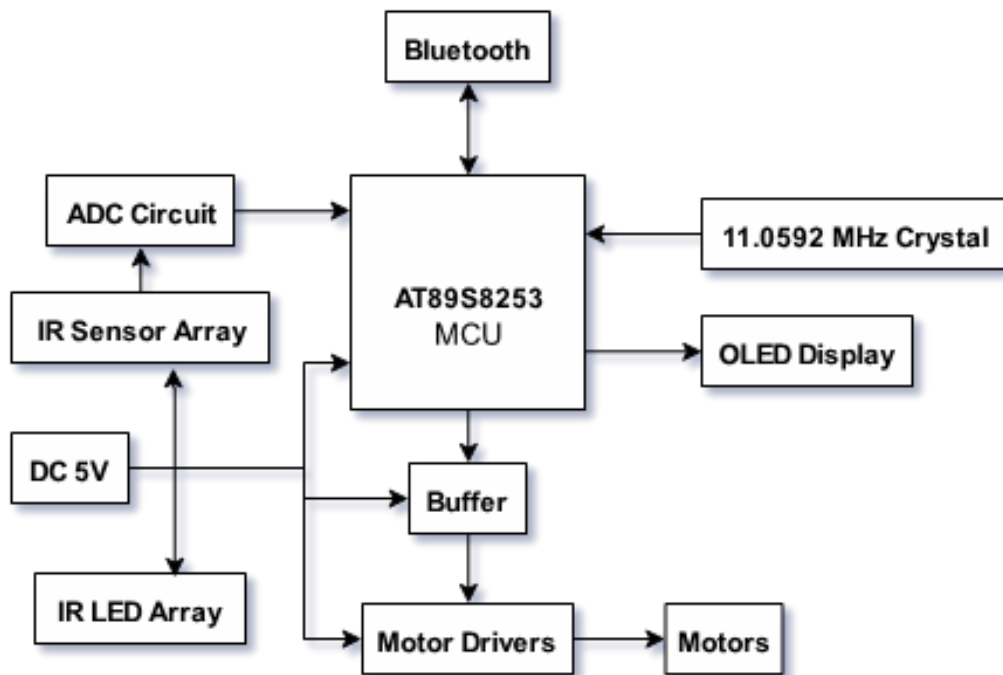 Bluetooth
ADC Circuit
11.0592 MHz Crystal
AT89S8253
MCU
IR Sensor Array
OLED Display
DC 5V
Buffer
IR LED Array
Motor Drivers
Motors